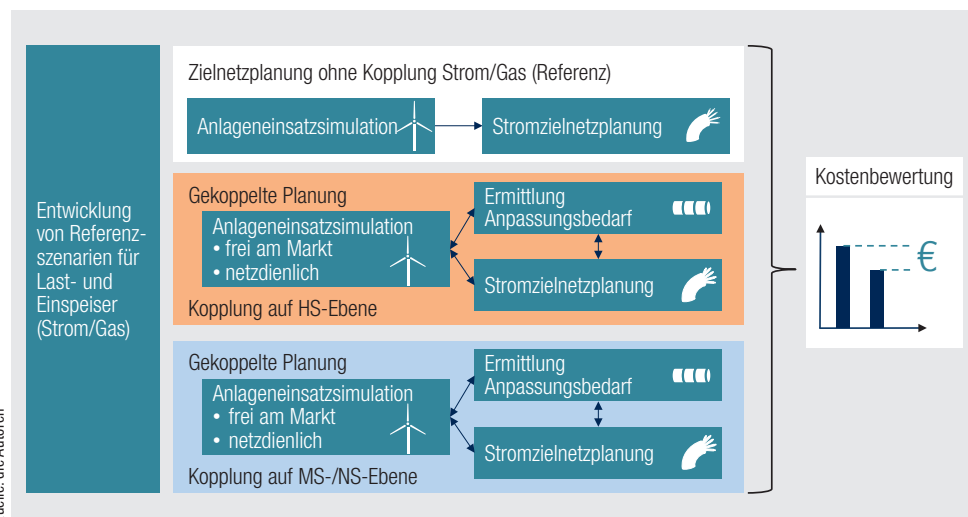 Entwicklung
von Referenz-
szenarien für
Last- und
Einspeiser
(Strom/Gas)
Zielnetzplanung ohne Kopplung Strom/Gas (Referenz)
Anlageneinsatzsimulation
Stromzielnetzplanung
Gekoppelte Planung
Anlageneinsatzsimulation
• frei am Markt
• netzdienlich
Ermittlung
Anpassungsbedarf
Stromzielnetzplanung
Kopplung auf HS-Ebene
Gekoppelte Planung
Anlageneinsatzsimulation
• frei am Markt
• netzdienlich
Ermittlung
Anpassungsbedarf
Stromzielnetzplanung
Kopplung auf MS-/NS-Ebene
Kostenbewertung
€
die Autoren